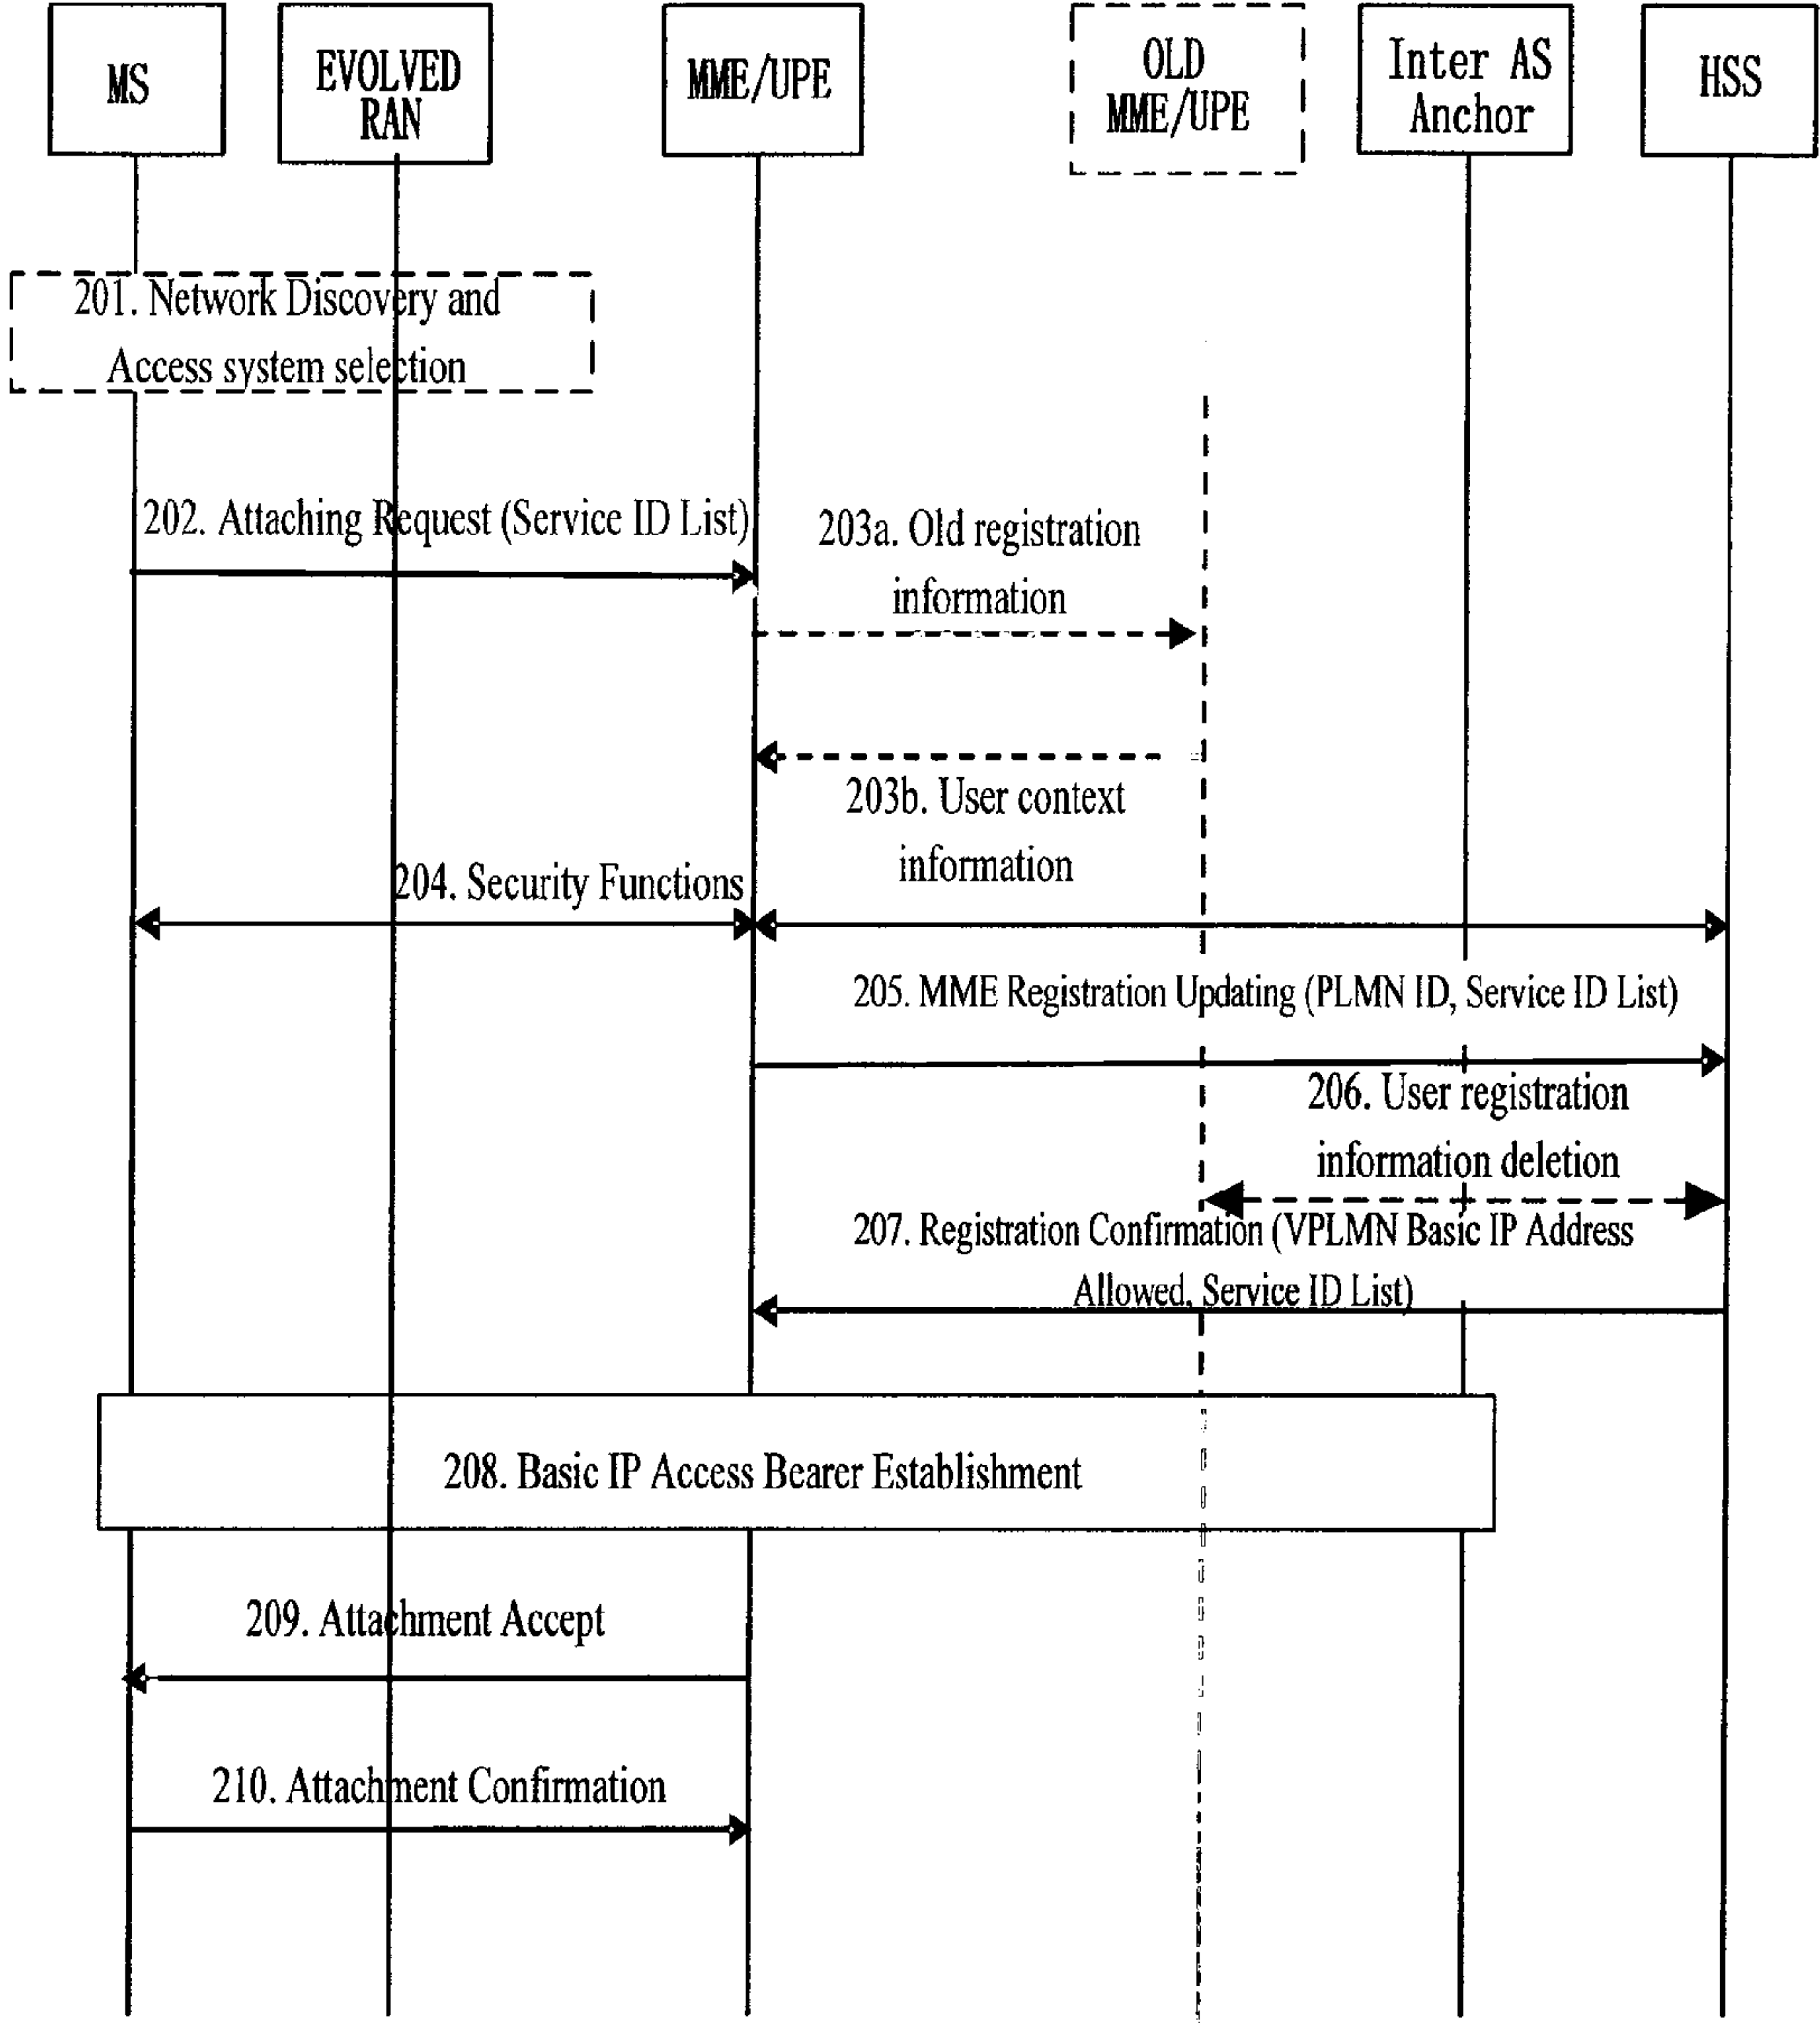 MS
EVOLVED
RAN
MME/UPE
OLD
MME/UPE
Inter AS
Anchor
HSS
201. Network Discovery and
Access system selection
202. Attaching Request (Service ID List)
203a. Old registration
information
203b. User context
information
204. Security Functions
205. MME Registration Updating (PLMN ID, Service ID List)
206. User registration
information deletion
207. Registration Confirmation (VPLMN Basic IP Address
Allowed, Service ID List)
208. Basic IP Access Bearer Establishment
209. Attachment Accept
210. Attachment Confirmation